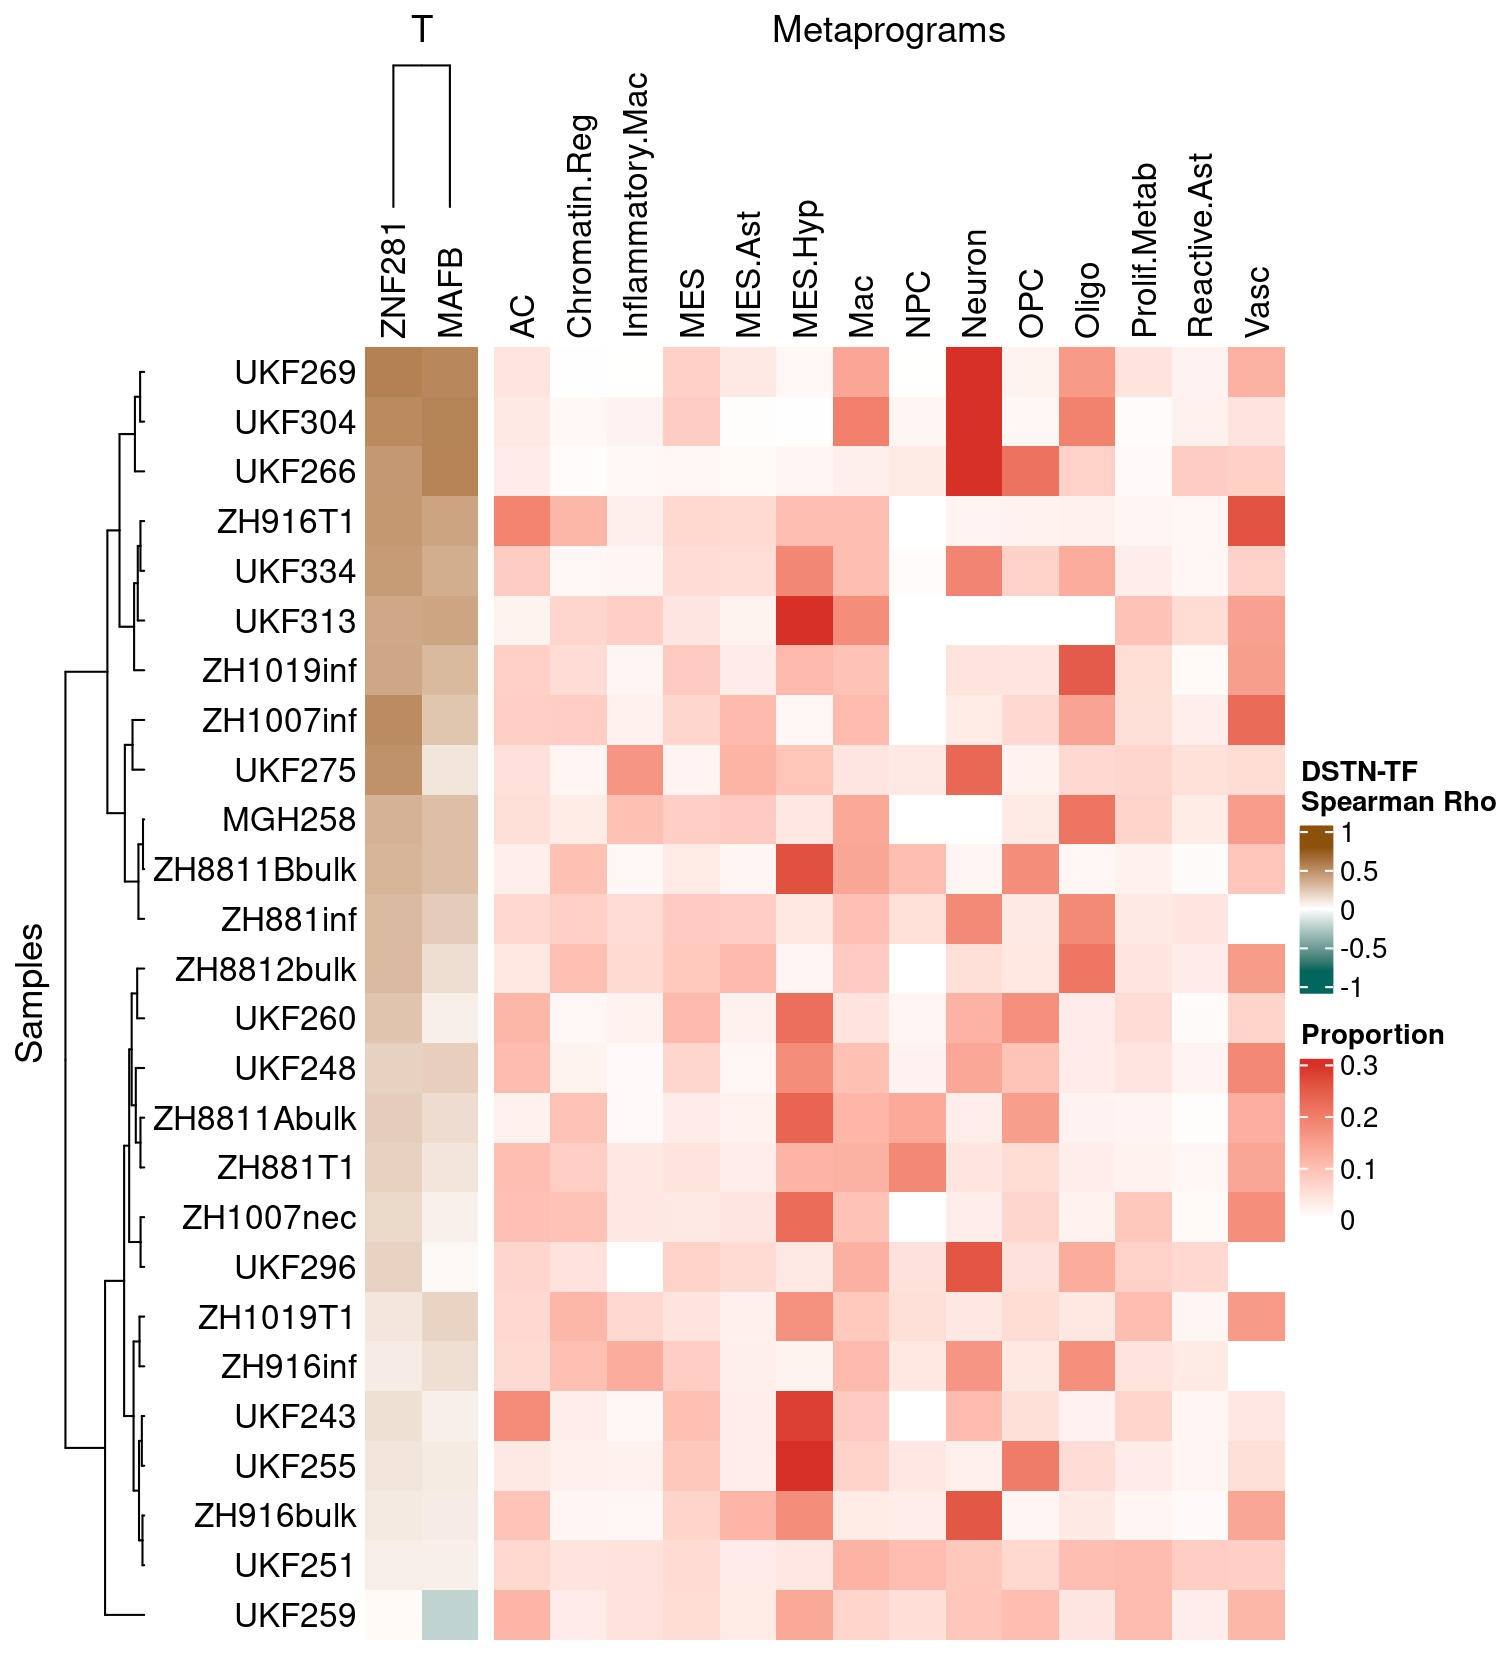 T
Metaprograms
ZNF281
MAFB
AC
Chromatin.Reg
Inflammatory.Mac
MES
MES.Ast
MES.Hyp
Mac
NPC
Neuron
OPC
Oligo
Prolif.Metab
Reactive.Ast
Vasc
Samples
UKF269
UKF304
UKF266
ZH916T1
UKF334
UKF313
ZH1019inf
ZH1007inf
UKF275
MGH258
ZH8811Bbulk
ZH881inf
ZH8812bulk
UKF260
UKF248
ZH8811Abulk
ZH881T1
ZH1007nec
UKF296
ZH1019T1
ZH916inf
UKF243
UKF255
ZH916bulk
UKF251
UKF259
DSTN-TF
Spearman Rho
1
0.5
0
-0.5
-1
Proportion
0.3
0.2
0.1
0